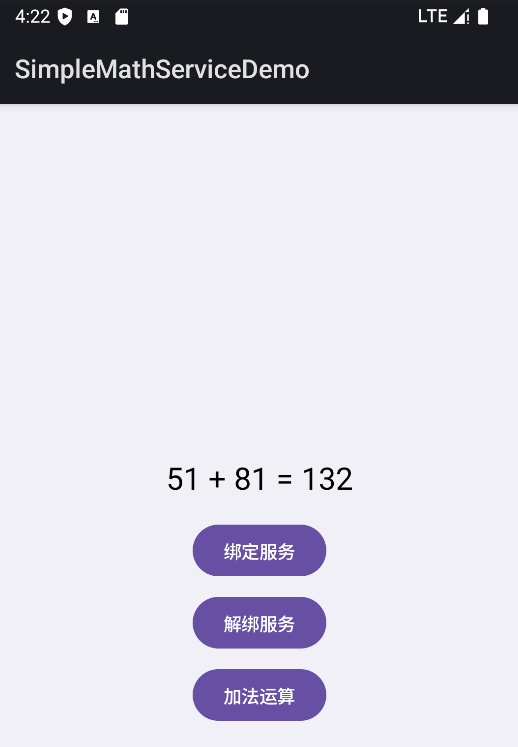 4:22 LTE
SimpleMathServiceDemo
51 + 81 = 132
绑定服务
解绑服务
加法运算